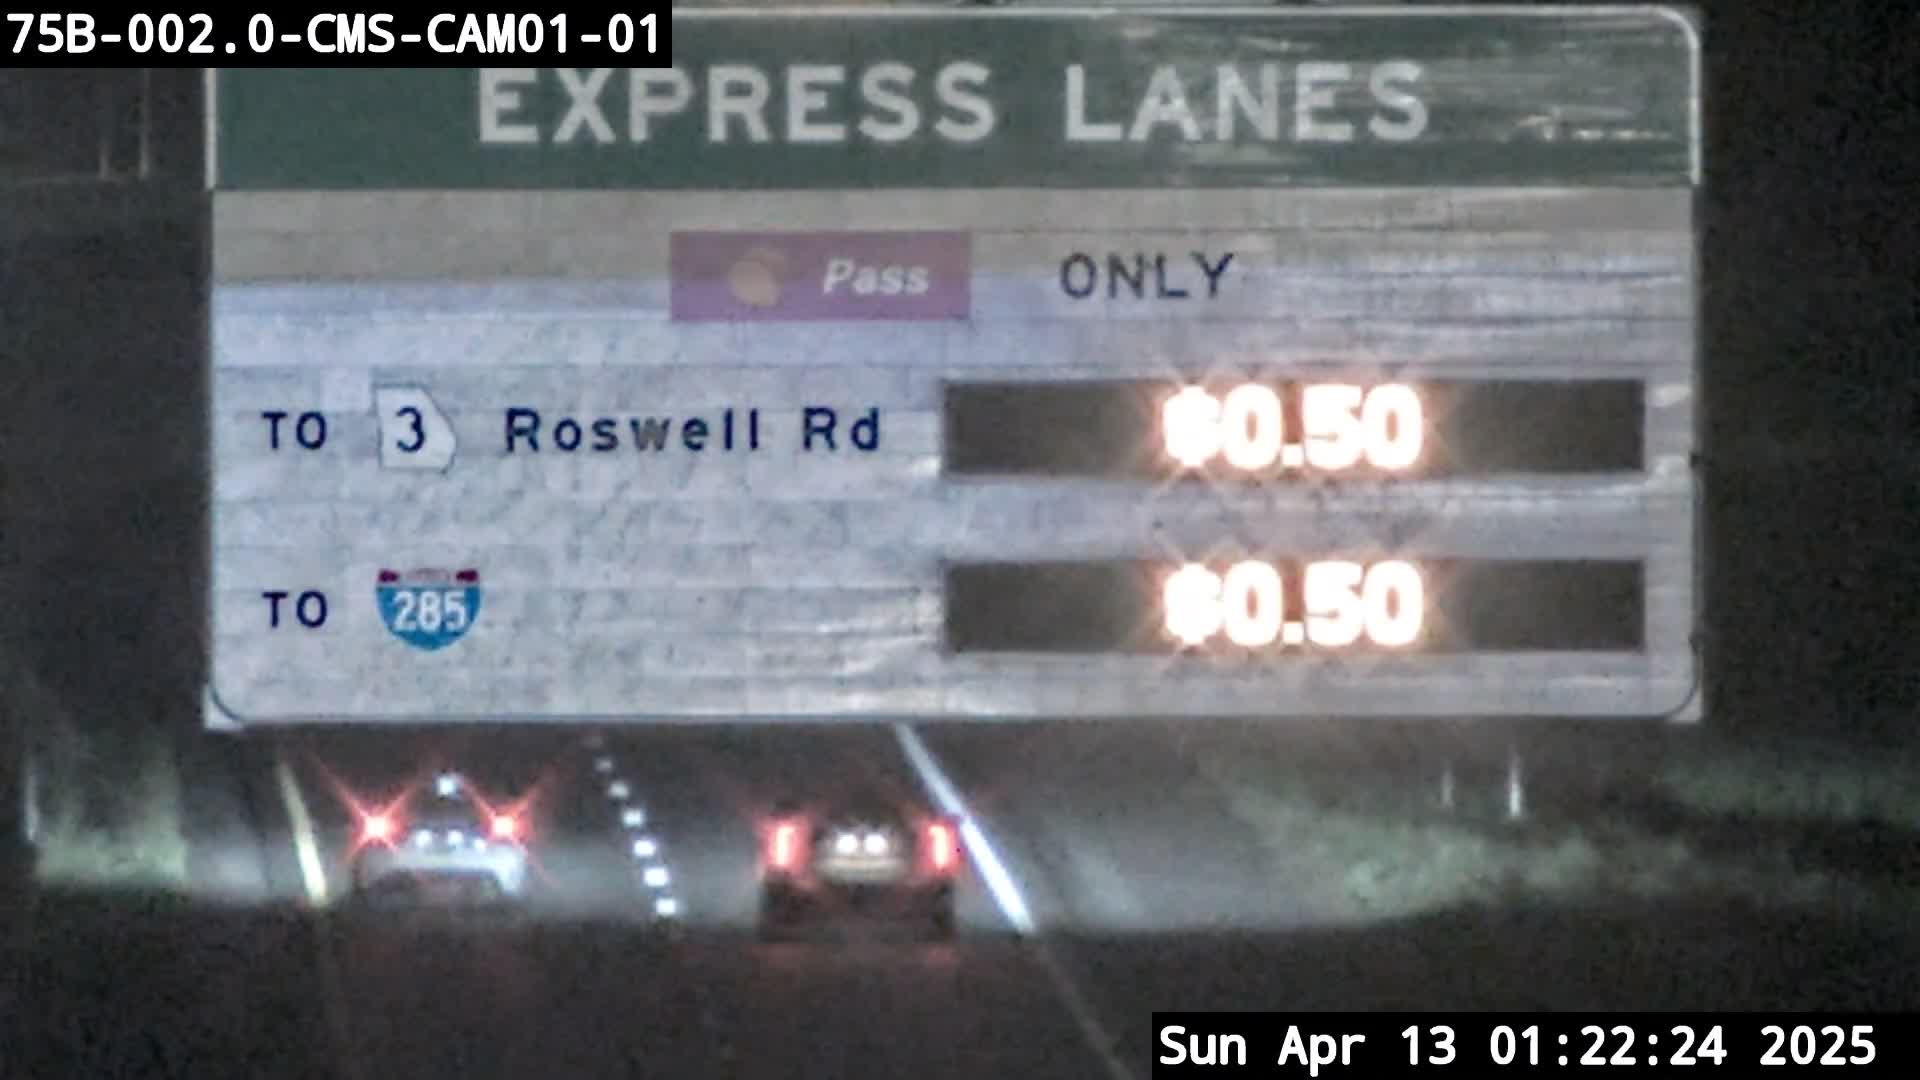 75B-002.0-CMS-CAM01-01
EXPRESS LANES
Pass ONLY
TO 3 Roswell Rd $0.50
TO 285 $0.50
Sun Apr 13 01:22:24 2025